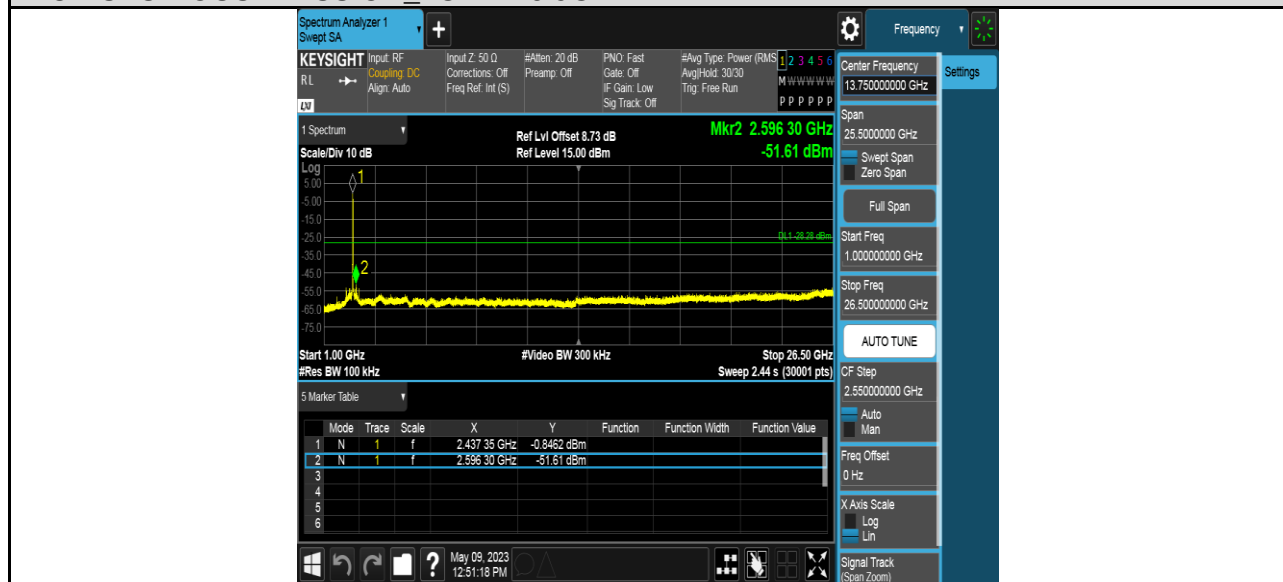 Spectrum Analyzer 1
Swept SA
+
Frequency
KEYSIGHT
RL
LXI
Input: RF
Coupling: DC
Align: Auto
Input Z: 50 Ω
Corrections: Off
Freq Ref: Int (S)
#Atten: 20 dB
Preamp: Off
PNO: Fast
Gate: Off
IF Gain: Low
Sig Track: Off
#Avg Type: Power (RMS
Avg|Hold: 30/30
Trig: Free Run
1 2 3 4 5 6
M W W W W W
P P P P P P
1 Spectrum
Scale/Div 10 dB
Ref Lvl Offset 8.73 dB
Ref Level 15.00 dBm
Mkr2 2.596 30 GHz
-51.61 dBm
Log
5.00
-5.00
-15.0
-25.0
-35.0
-45.0
-55.0
-65.0
-75.0
1
2
DL1 -28.28 dBm
Start 1.00 GHz
#Res BW 100 kHz
#Video BW 300 kHz
Stop 26.50 GHz
Sweep 2.44 s (30001 pts)
5 Marker Table
Mode Trace Scale X Y Function Function Width Function Value
1 N 1 f 2.437 35 GHz -0.8462 dBm
2 N 1 f 2.596 30 GHz -51.61 dBm
3
4
5
6
?
May 09, 2023
12:51:18 PM
Center Frequency
13.750000000 GHz
Settings
Span
25.5000000 GHz
Swept Span
Zero Span
Full Span
Start Freq
1.000000000 GHz
Stop Freq
26.500000000 GHz
AUTO TUNE
CF Step
2.550000000 GHz
Auto
Man
Freq Offset
0 Hz
X Axis Scale
Log
Lin
Signal Track
(Span Zoom)